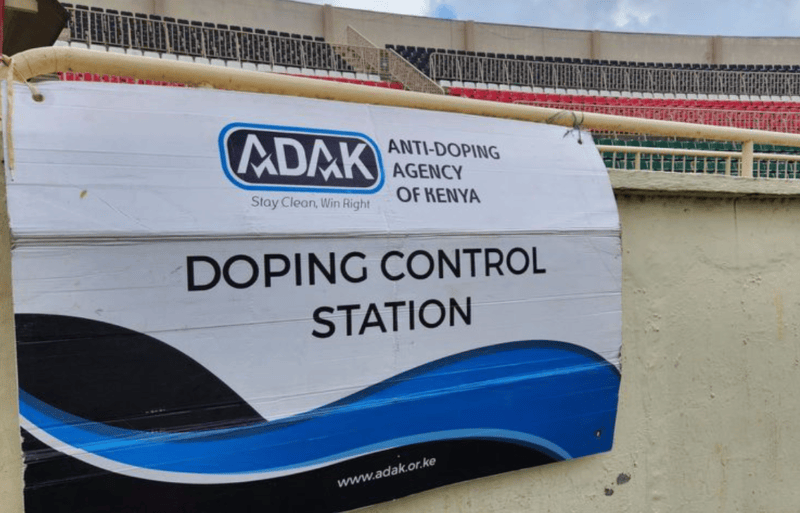 ADAK
Stay Clean, Win Right
ANTI-DOPING
AGENCY
OF KENYA
DOPING CONTROL
STATION
www.adak.or.ke